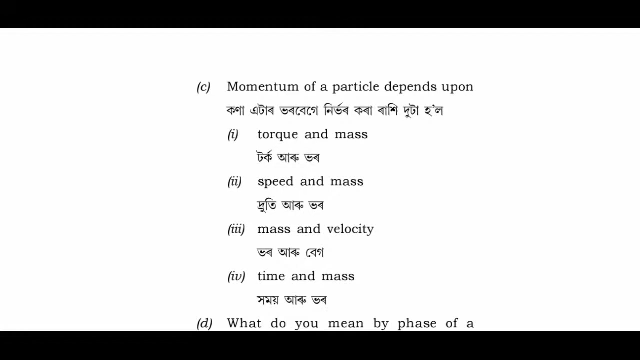 (c) Momentum of a particle depends upon
কণা এটাৰ ভৰবেগে নিৰ্ভৰ কৰা ৰাশি দুটা হ'ল
(i) torque and mass
টৰ্ক আৰু ভৰ
(ii) speed and mass
দ্ৰুতি আৰু ভৰ
(iii) mass and velocity
ভৰ আৰু বেগ
(iv) time and mass
সময় আৰু ভৰ
(d) What do you mean by phase of a